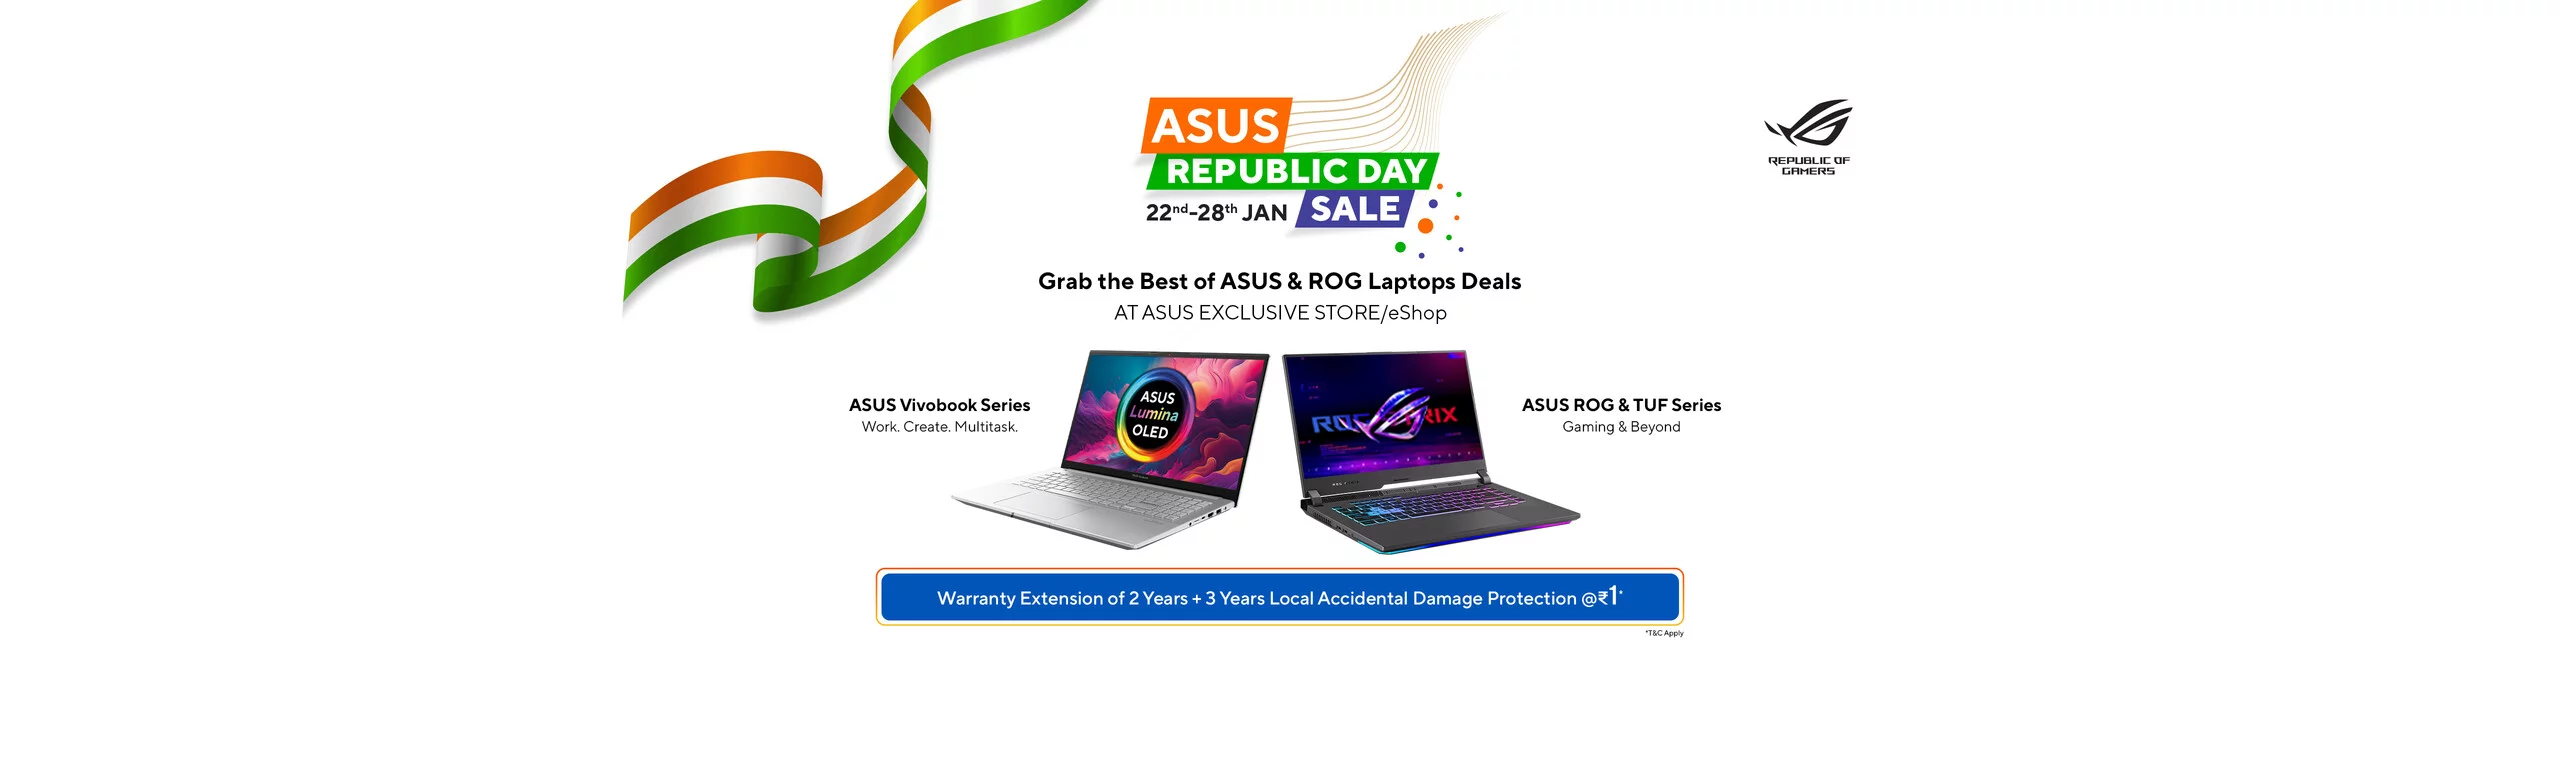 ASUS
REPUBLIC DAY
22nd-28th JAN SALE
REPUBLIC OF
GAMERS
Grab the Best of ASUS & ROG Laptops Deals
AT ASUS EXCLUSIVE STORE/eShop
ASUS Vivobook Series
Work. Create. Multitask.
ASUS
Lumina
OLED
ROG STRIX
ASUS ROG & TUF Series
Gaming & Beyond
Warranty Extension of 2 Years + 3 Years Local Accidental Damage Protection @₹1*
*T&C Apply